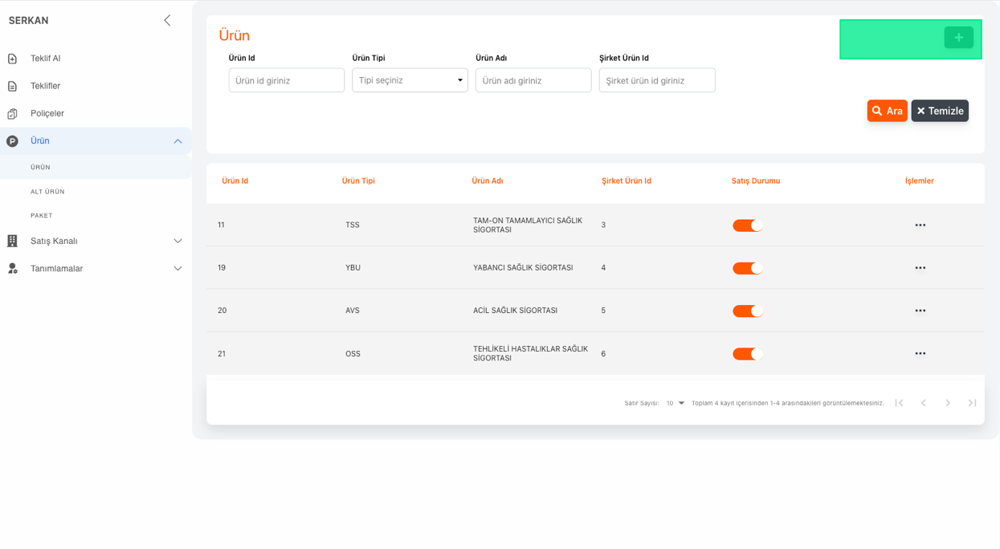 SERKAN
Teklif Al
Teklifler
Poliçeler
Ürün
ÜRÜN
ALT ÜRÜN
PAKET
Satış Kanalı
Tanımlamalar
Ürün
Ürün Id
Ürün Tipi
Ürün Adı
Şirket Ürün Id
Ürün id giriniz
Tipi seçiniz
Ürün adı giriniz
Şirket ürün id giriniz
Ara
Temizle
Ürün Id Ürün Tipi Ürün Adı Şirket Ürün Id Satış Durumu İşlemler
11 TSS TAM-ON TAMAMLAYICI SAĞLIK
SİGORTASI 3
19 YBU YABANCI SAĞLIK SİGORTASI 4
20 AVS ACİL SAĞLIK SİGORTASI 5
21 OSS TEHLİKELİ HASTALIKLAR SAĞLIK
SİGORTASI 6
Satır Sayısı: 10 Toplam 4 kayıt içerisinden 1-4 arasındakileri görüntülemektesiniz.